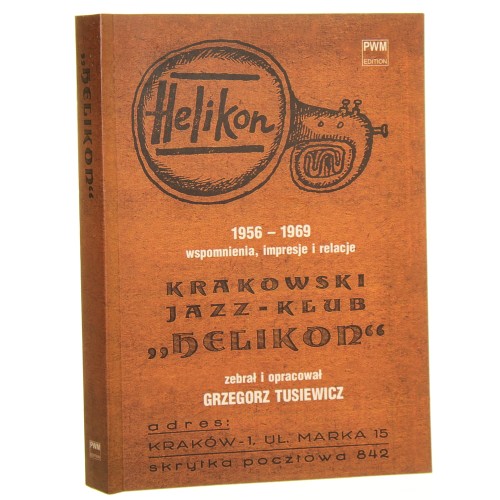 „HELIKON“
PWM
EDITION
PWM
EDITION
Helikon
1956 – 1969
wspomnienia, impresje i relacje
KRAKOWSKI
JAZZ-KLUB
„HELIKON“
zebrał i opracował
GRZEGORZ TUSIEWICZ
adres:
KRAKÓW-1, UL. MARKA 15
skrytka pocztowa 842